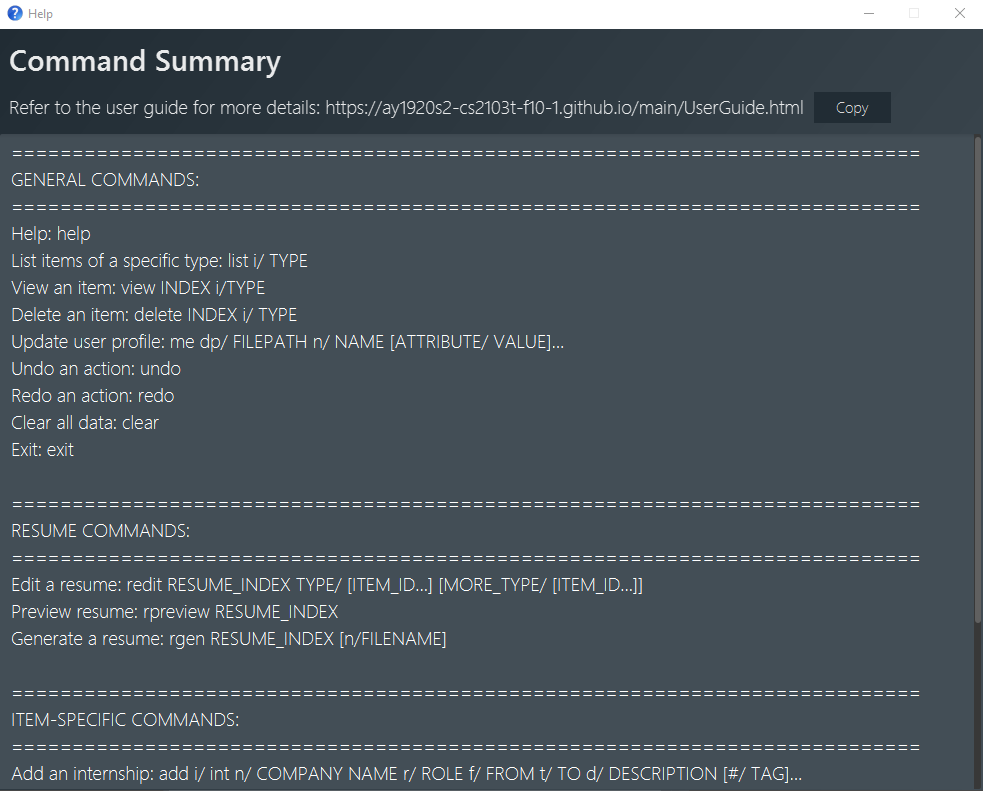 Help
Command Summary
Refer to the user guide for more details: https://ay1920s2-cs2103t-f10-1.github.io/main/UserGuide.html Copy
===========================================================================
GENERAL COMMANDS:
===========================================================================
Help: help
List items of a specific type: list i/ TYPE
View an item: view INDEX i/TYPE
Delete an item: delete INDEX i/ TYPE
Update user profile: me dp/ FILEPATH n/ NAME [ATTRIBUTE/ VALUE]...
Undo an action: undo
Redo an action: redo
Clear all data: clear
Exit: exit
===========================================================================
RESUME COMMANDS:
===========================================================================
Edit a resume: redit RESUME_INDEX TYPE/ [ITEM_ID...] [MORE_TYPE/ [ITEM_ID...]]
Preview resume: rpreview RESUME_INDEX
Generate a resume: rgen RESUME_INDEX [n/FILENAME]
===========================================================================
ITEM-SPECIFIC COMMANDS:
===========================================================================
Add an internship: add i/ int n/ COMPANY NAME r/ ROLE f/ FROM t/ TO d/ DESCRIPTION [#/ TAG]...